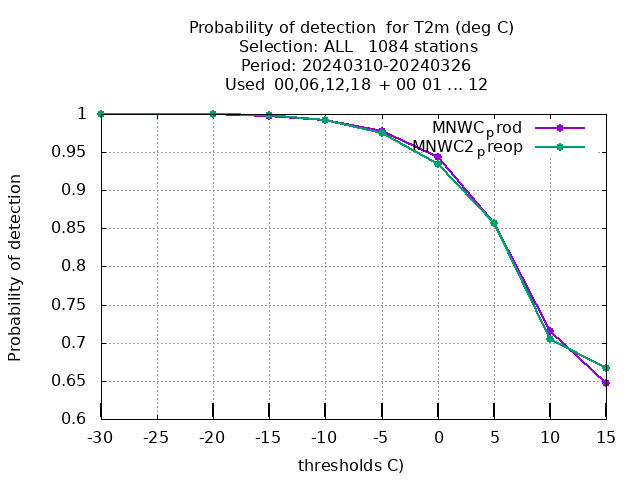 Probability of detection  for T2m (deg C)
Selection: ALL   1084 stations
Period: 20240310-20240326
Used  00,06,12,18 + 00 01 ... 12
MNWCprod
MNWC2preop
1
0.95
0.9
0.85
0.8
0.75
0.7
0.65
0.6
Probability of detection
-30 -25 -20 -15 -10 -5 0 5 10 15
thresholds C)